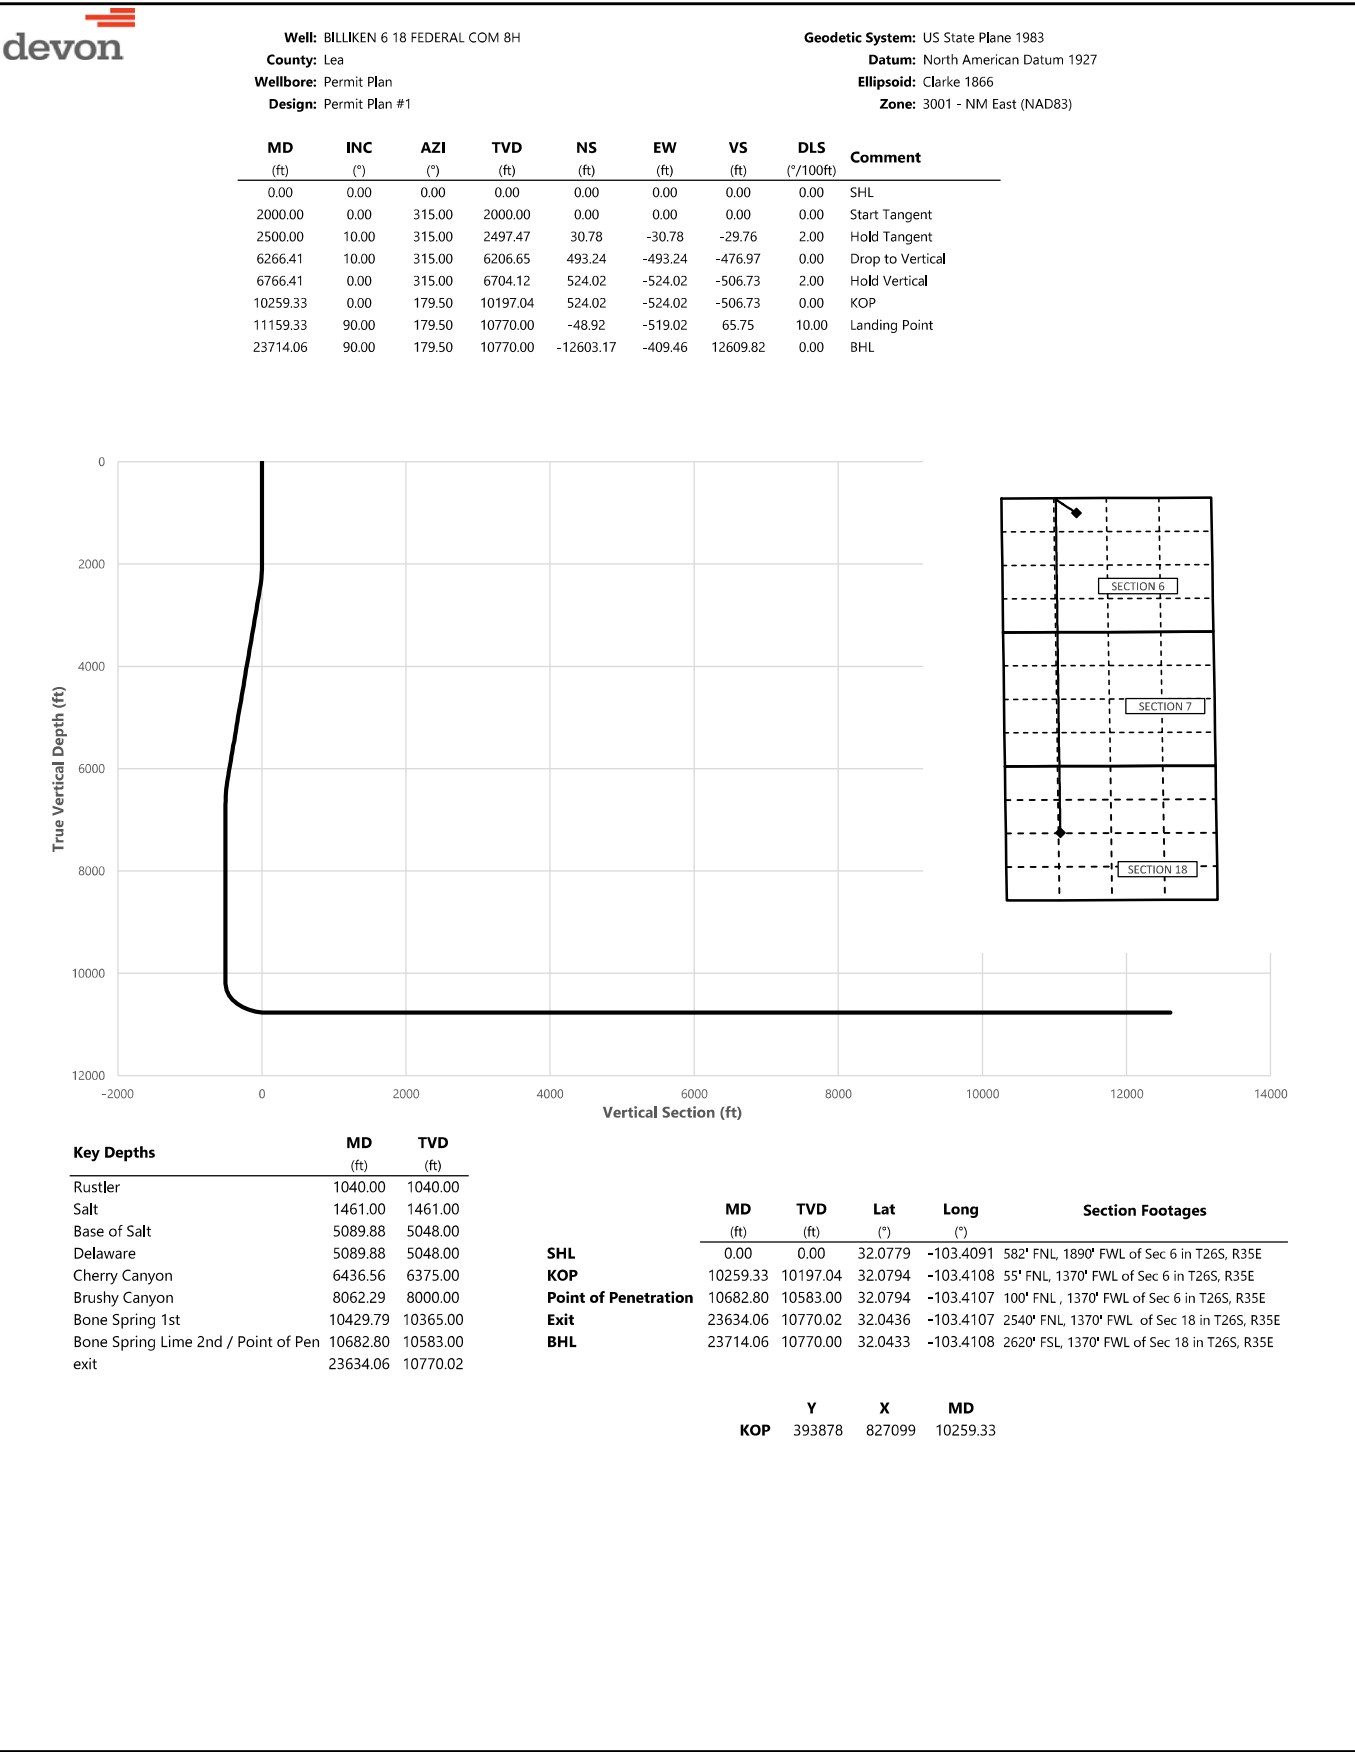 devon
Well: BILLIKEN 6 18 FEDERAL COM 8H
County: Lea
Wellbore: Permit Plan
Design: Permit Plan #1
Geodetic System: US State Plane 1983
Datum: North American Datum 1927
Ellipsoid: Clarke 1866
Zone: 3001 - NM East (NAD83)
MD INC AZI TVD NS EW VS DLS Comment
(ft) (°) (°) (ft) (ft) (ft) (ft) (°/100ft)
0.00 0.00 0.00 0.00 0.00 0.00 0.00 0.00 SHL
2000.00 0.00 315.00 2000.00 0.00 0.00 0.00 0.00 Start Tangent
2500.00 10.00 315.00 2497.47 30.78 -30.78 -29.76 2.00 Hold Tangent
6266.41 10.00 315.00 6206.65 493.24 -493.24 -476.97 0.00 Drop to Vertical
6766.41 0.00 315.00 6704.12 524.02 -524.02 -506.73 2.00 Hold Vertical
10259.33 0.00 179.50 10197.04 524.02 -524.02 -506.73 0.00 KOP
11159.33 90.00 179.50 10770.00 -48.92 -519.02 65.75 10.00 Landing Point
23714.06 90.00 179.50 10770.00 -12603.17 -409.46 12609.82 0.00 BHL
0
2000
4000
6000
8000
10000
12000
True Vertical Depth (ft)
-2000 0 2000 4000 6000 8000 10000 12000 14000
Vertical Section (ft)
SECTION 6
SECTION 7
SECTION 18
Key Depths MD TVD
(ft) (ft)
Rustler 1040.00 1040.00
Salt 1461.00 1461.00
Base of Salt 5089.88 5048.00
Delaware 5089.88 5048.00
Cherry Canyon 6436.56 6375.00
Brushy Canyon 8062.29 8000.00
Bone Spring 1st 10429.79 10365.00
Bone Spring Lime 2nd / Point of Pen 10682.80 10583.00
exit 23634.06 10770.02
MD TVD Lat Long Section Footages
(ft) (ft) (°) (°)
SHL 0.00 0.00 32.0779 -103.4091 582' FNL, 1890' FWL of Sec 6 in T26S, R35E
KOP 10259.33 10197.04 32.0794 -103.4108 55' FNL, 1370' FWL of Sec 6 in T26S, R35E
Point of Penetration 10682.80 10583.00 32.0794 -103.4107 100' FNL , 1370' FWL of Sec 6 in T26S, R35E
Exit 23634.06 10770.02 32.0436 -103.4107 2540' FNL, 1370' FWL of Sec 18 in T26S, R35E
BHL 23714.06 10770.00 32.0433 -103.4108 2620' FSL, 1370' FWL of Sec 18 in T26S, R35E
Y X MD
KOP 393878 827099 10259.33